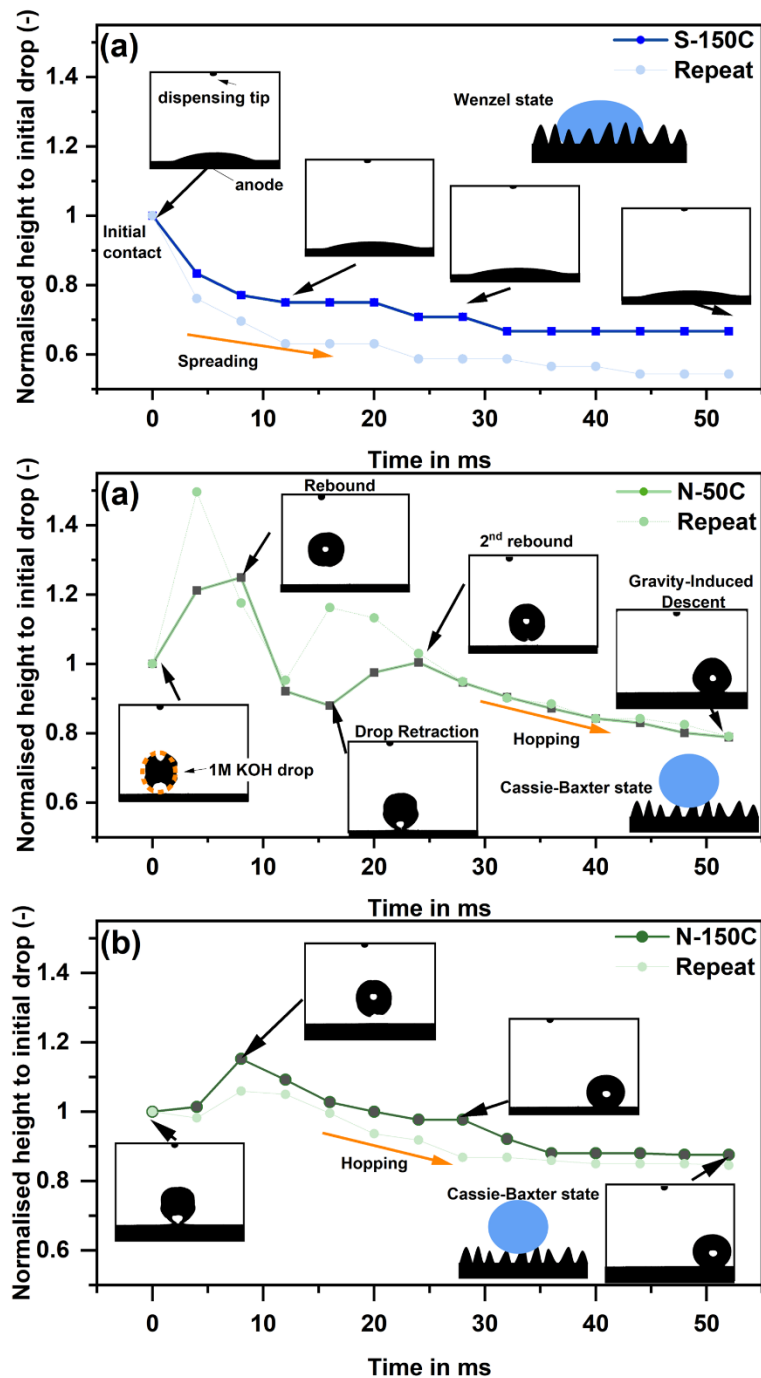 (a)
S-150C
Repeat
dispensing tip
anode
Wenzel state
Initial
contact
Spreading
Normalised height to initial drop (-)
1.4
1.2
1
0.8
0.6
0
10
20
30
40
50
Time in ms
(a)
N-50C
Repeat
Rebound
2nd rebound
Gravity-Induced
Descent
1M KOH drop
Drop Retraction
Hopping
Cassie-Baxter state
Normalised height to initial drop (-)
1.4
1.2
1
0.8
0.6
0
10
20
30
40
50
Time in ms
(b)
N-150C
Repeat
Hopping
Cassie-Baxter state
Normalised height to initial drop (-)
1.4
1.2
1
0.8
0.6
0
10
20
30
40
50
Time in ms